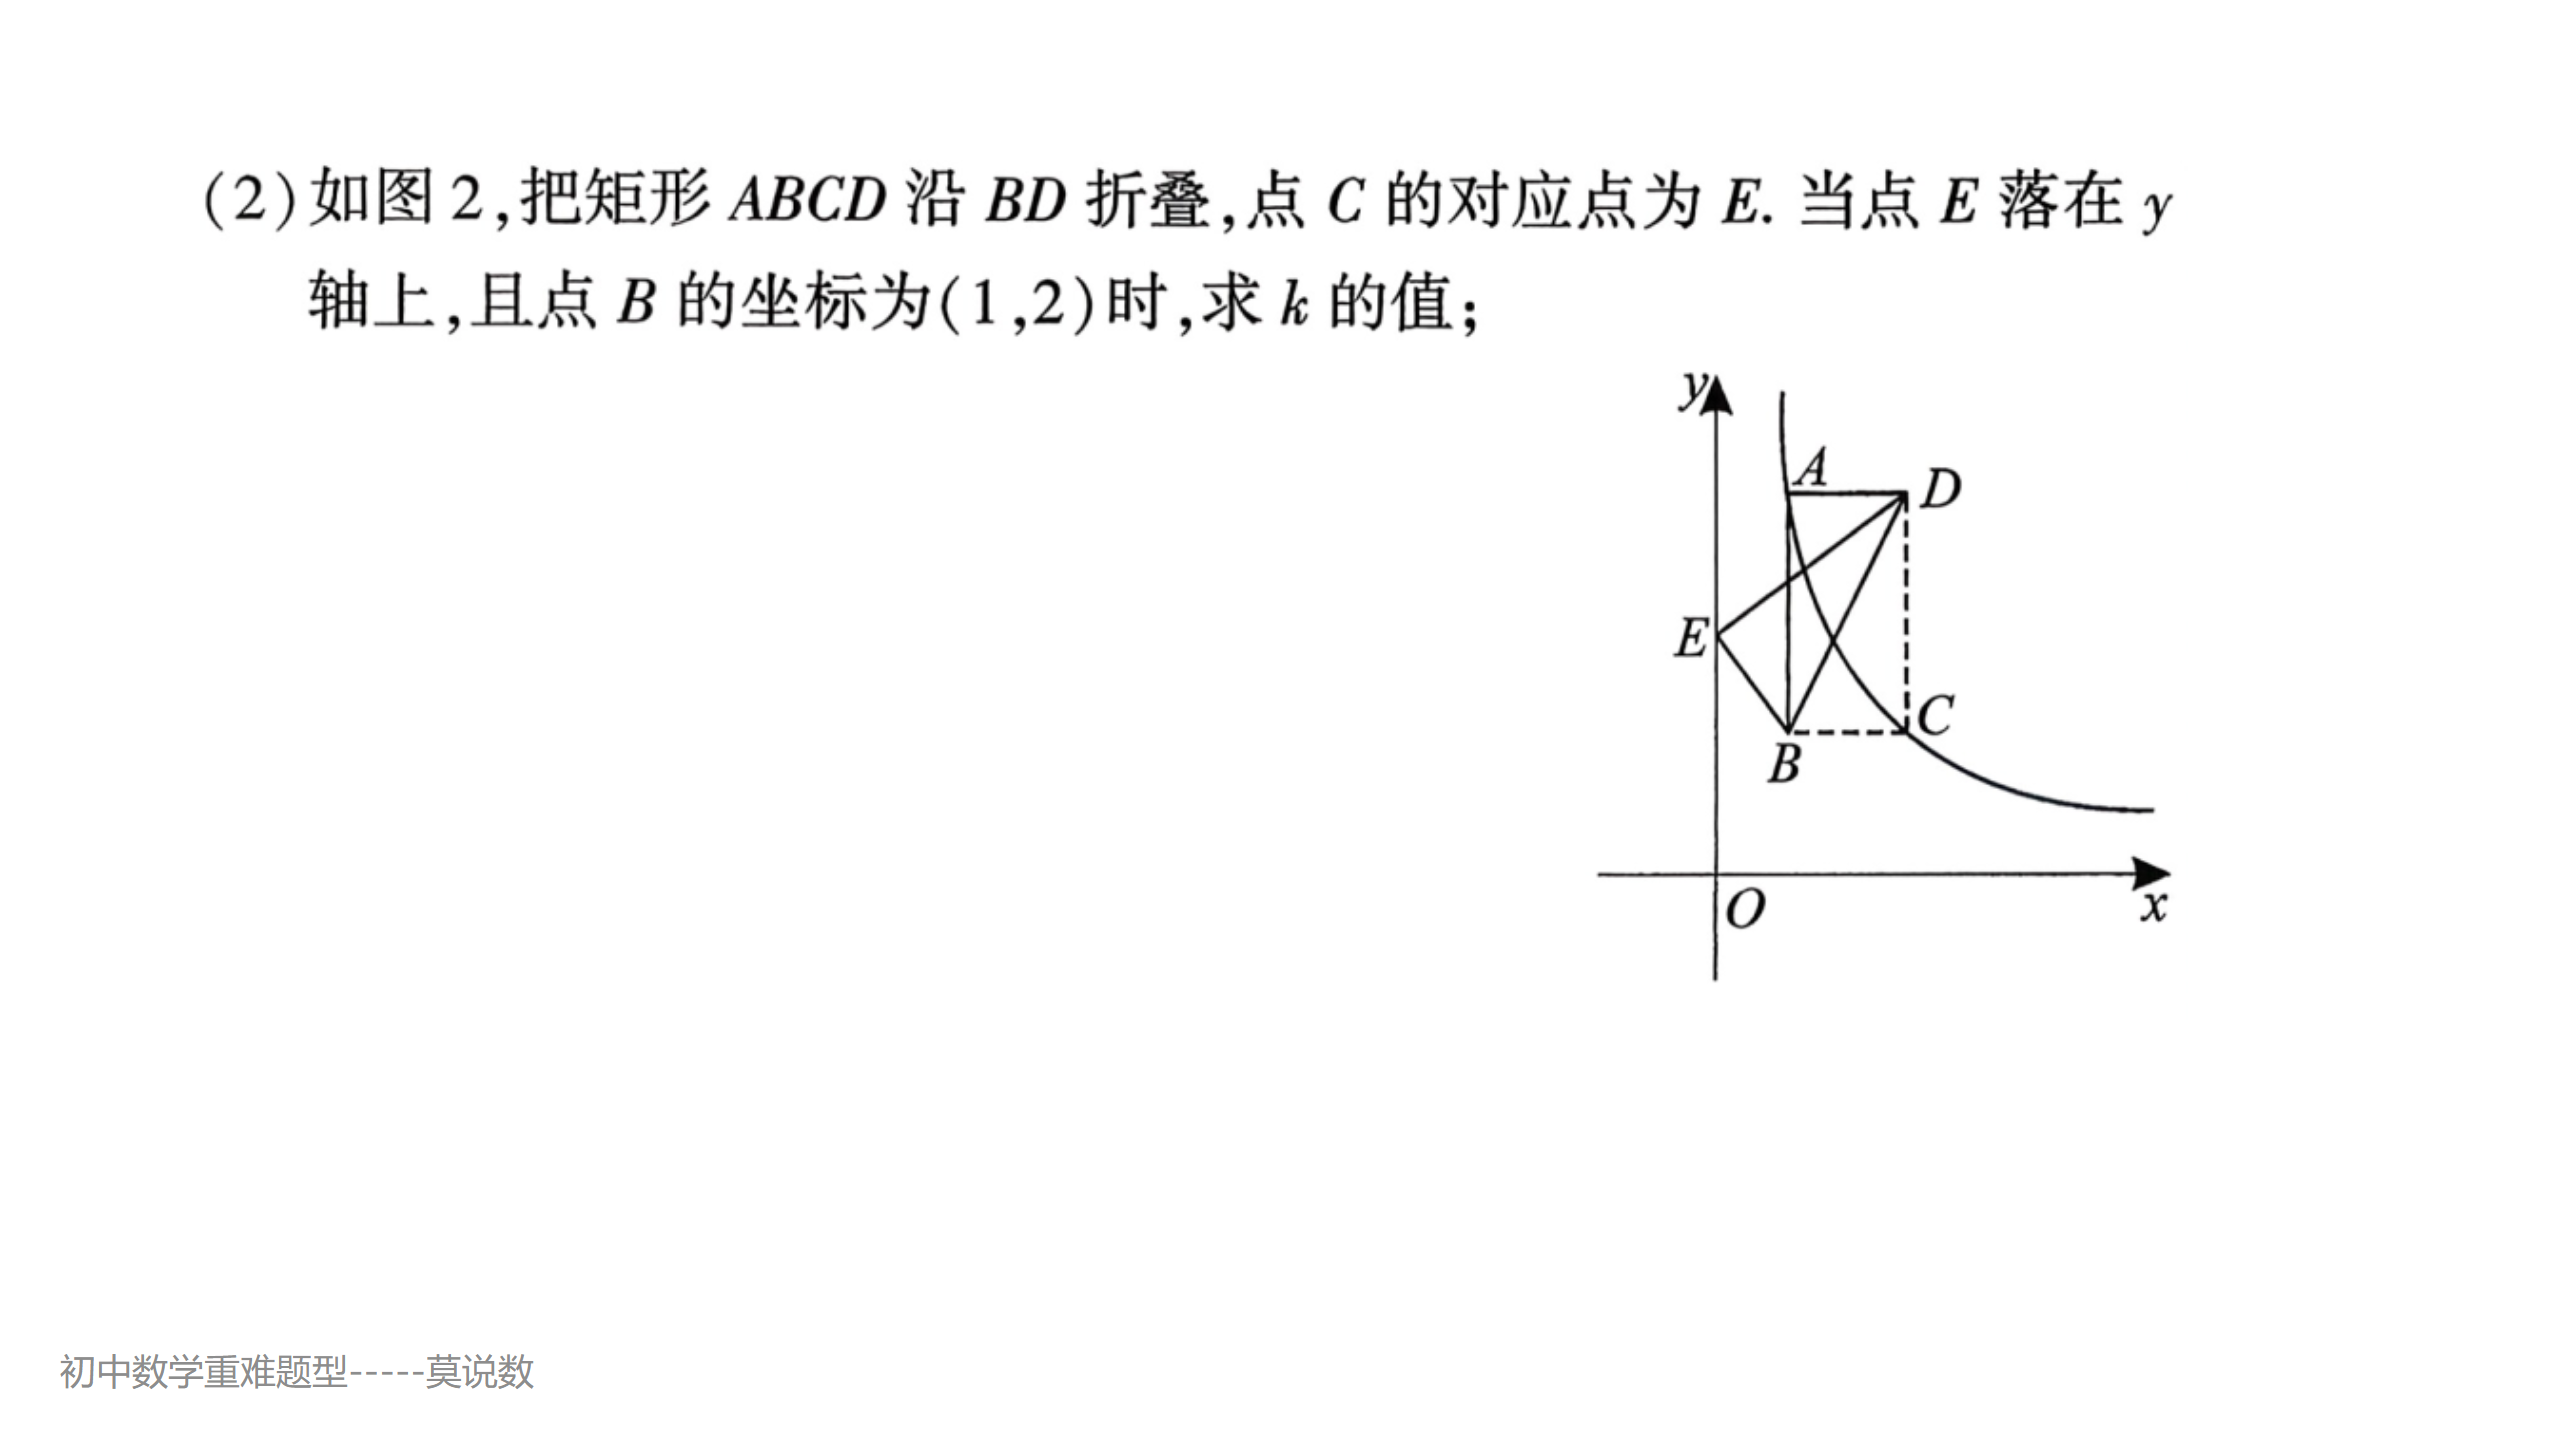 (2)如图2,把矩形ABCD沿BD折叠,点C的对应点为E.当点E落在y
轴上,且点B的坐标为(1,2)时,求k的值;
y
A
D
E
C
B
O
x
初中数学重难题型-----莫说数